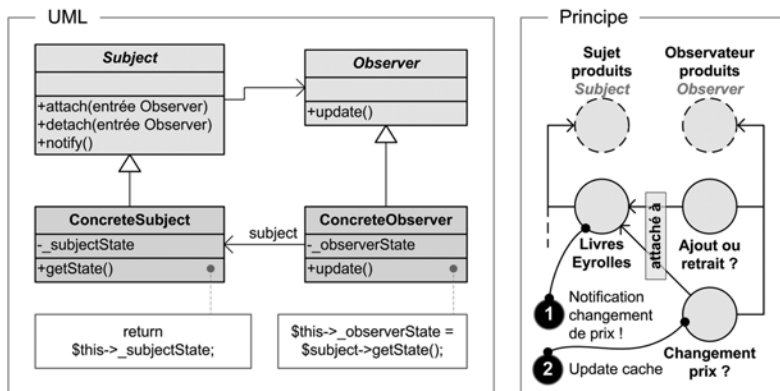 UML
Subject
+attach(entrée Observer)
+detach(entrée Observer)
+notify()
Observer
+update()
ConcreteSubject
-_subjectState
+getState()
subject
ConcreteObserver
-_observerState
+update()
return
$this->_subjectState;
$this->_observerState =
$subject->getState();
Principe
Sujet
produits
Subject
Observateur
produits
Observer
attaché à
Livres
Eyrolles
Ajout ou
retrait ?
1
Notification
changement
de prix !
Changement
prix ?
2
Update cache